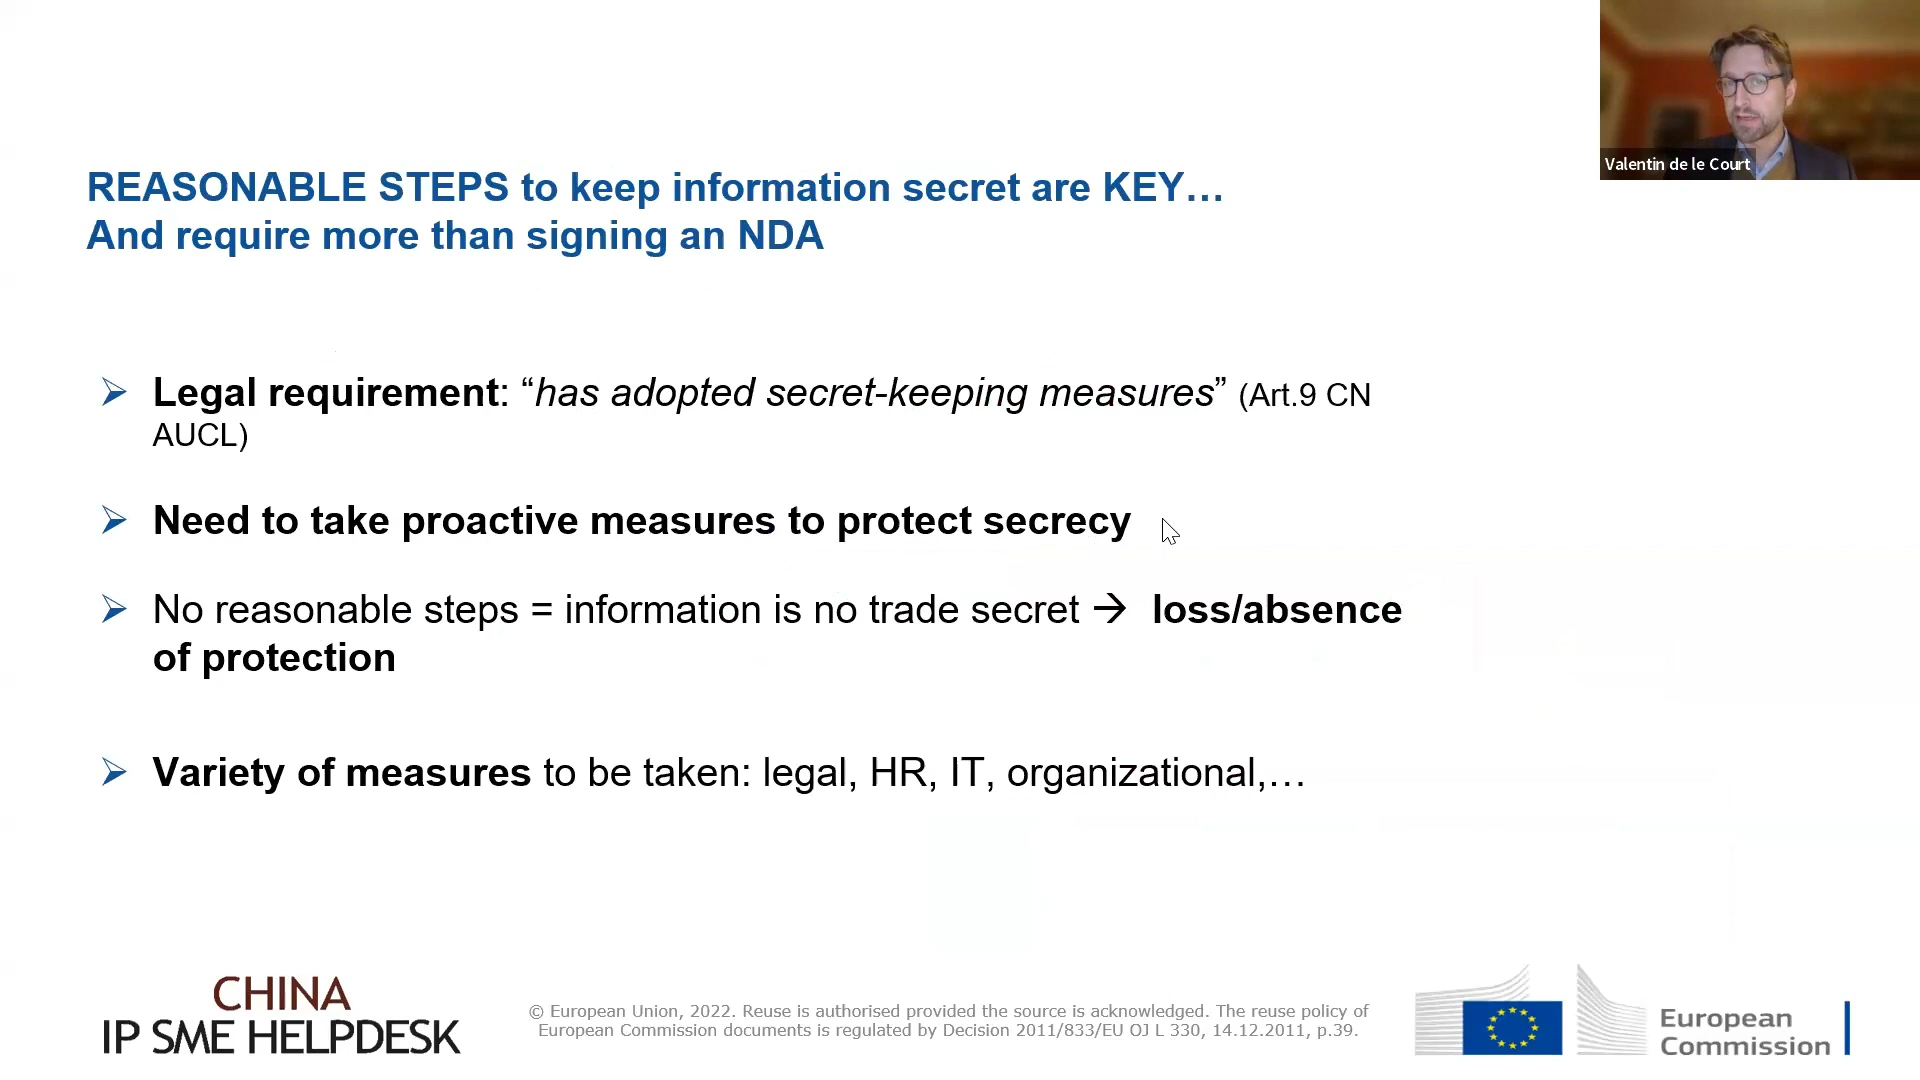 Valentin de le Court
REASONABLE STEPS to keep information secret are KEY…
And require more than signing an NDA
Legal requirement: “has adopted secret-keeping measures” (Art.9 CN
AUCL)
Need to take proactive measures to protect secrecy
No reasonable steps = information is no trade secret → loss/absence
of protection
Variety of measures to be taken: legal, HR, IT, organizational,…
CHINA
IP SME HELPDESK
© European Union, 2022. Reuse is authorised provided the source is acknowledged. The reuse policy of
European Commission documents is regulated by Decision 2011/833/EU OJ L 330, 14.12.2011, p.39.
European
Commission